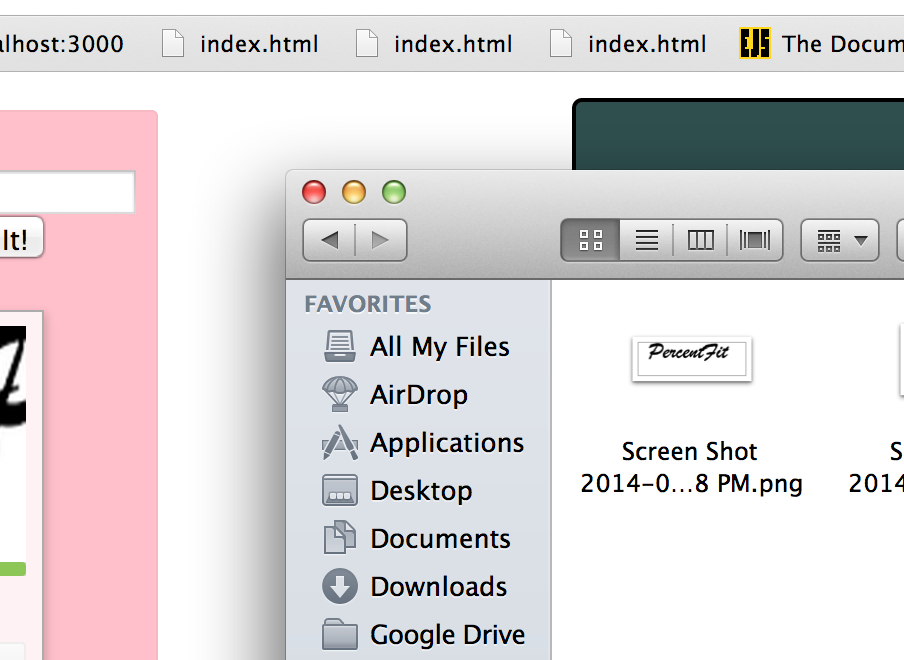 alhost:3000 index.html index.html index.html The Docum
It!
FAVORITES
All My Files
AirDrop
Applications
Desktop
Documents
Downloads
Google Drive
PercentFit
Screen Shot
2014-0...8 PM.png
S
2014